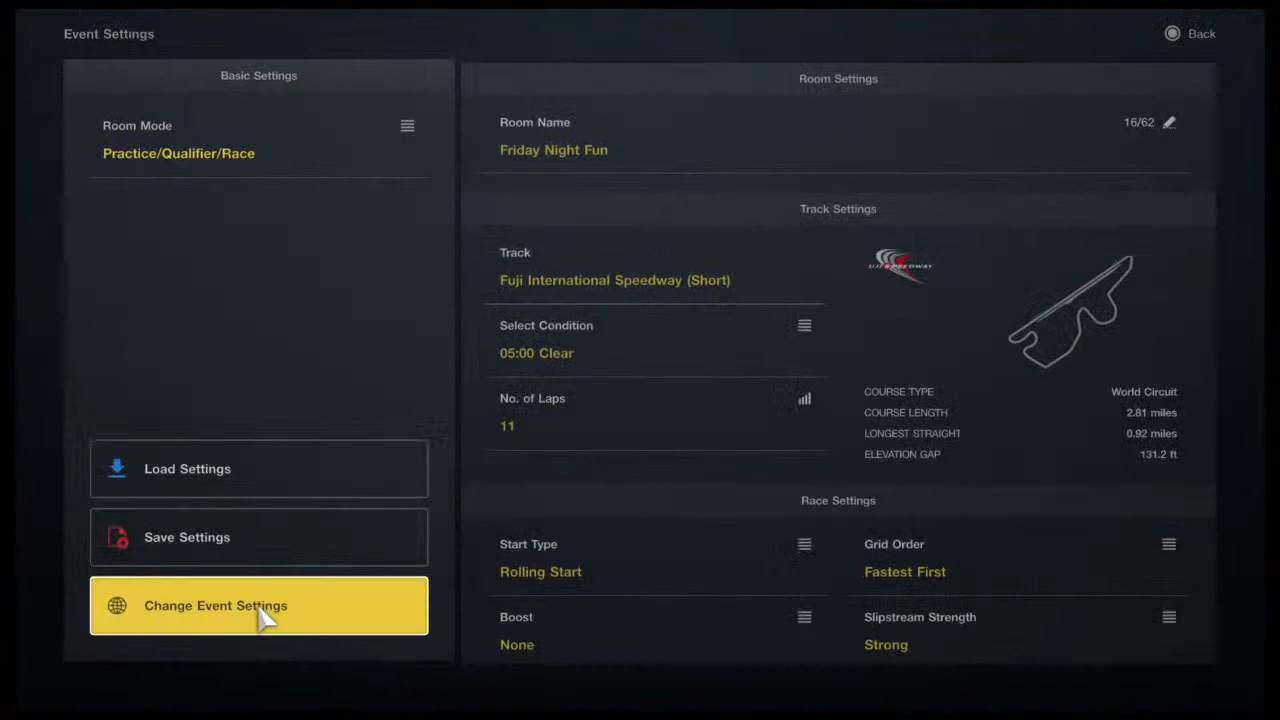 Event Settings
Back
Basic Settings
Room Mode
Practice/Qualifier/Race
Load Settings
Save Settings
Change Event Settings
Room Settings
Room Name
16/62
Friday Night Fun
Track Settings
Track
Fuji International Speedway (Short)
UJI SPEEDWAY
Select Condition
05:00 Clear
No. of Laps
11
COURSE TYPE World Circuit
COURSE LENGTH 2.81 miles
LONGEST STRAIGHT 0.92 miles
ELEVATION GAP 131.2 ft
Race Settings
Start Type
Rolling Start
Grid Order
Fastest First
Boost
None
Slipstream Strength
Strong